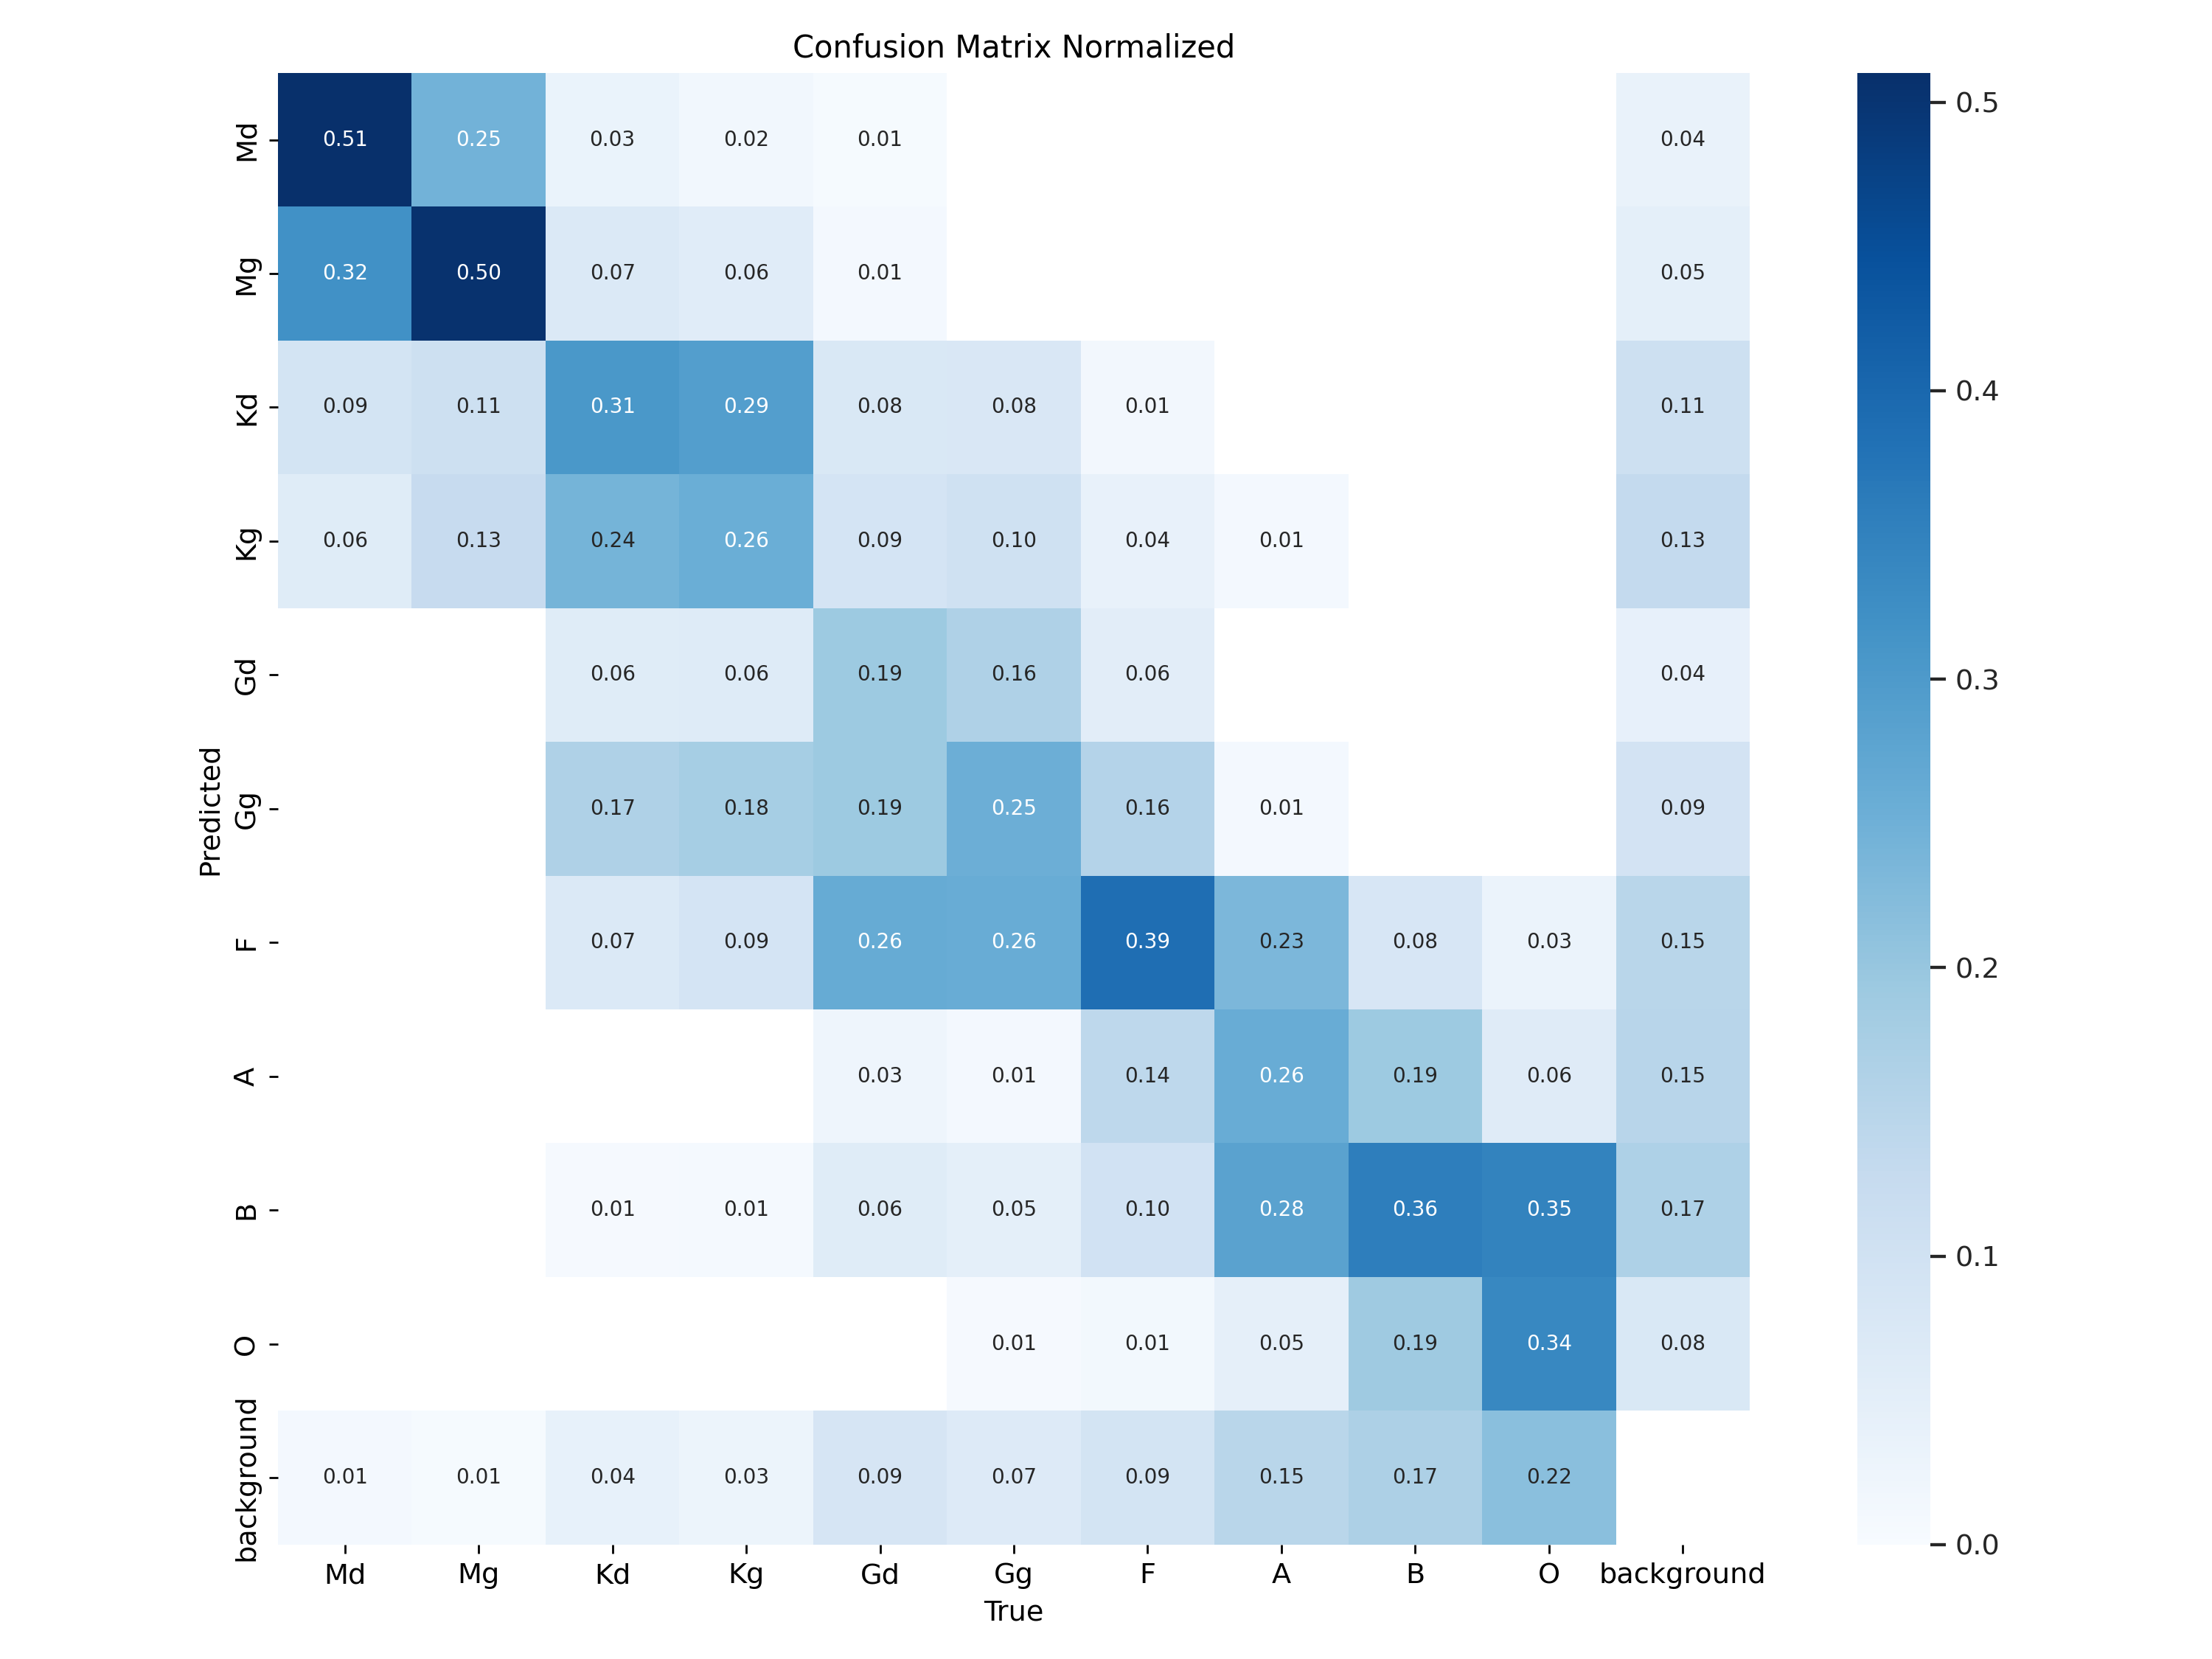 Confusion Matrix Normalized
Md 0.51 0.25 0.03 0.02 0.01 0.04
Mg 0.32 0.50 0.07 0.06 0.01 0.05
Kd 0.09 0.11 0.31 0.29 0.08 0.08 0.01 0.11
Kg 0.06 0.13 0.24 0.26 0.09 0.10 0.04 0.01 0.13
Gd 0.06 0.06 0.19 0.16 0.06 0.04
Gg 0.17 0.18 0.19 0.25 0.16 0.01 0.09
F 0.07 0.09 0.26 0.26 0.39 0.23 0.08 0.03 0.15
A 0.03 0.01 0.14 0.26 0.19 0.06 0.15
B 0.01 0.01 0.06 0.05 0.10 0.28 0.36 0.35 0.17
O 0.01 0.01 0.05 0.19 0.34 0.08
background 0.01 0.01 0.04 0.03 0.09 0.07 0.09 0.15 0.17 0.22
Md Mg Kd Kg Gd Gg F A B O background
True
Predicted
0.5
0.4
0.3
0.2
0.1
0.0